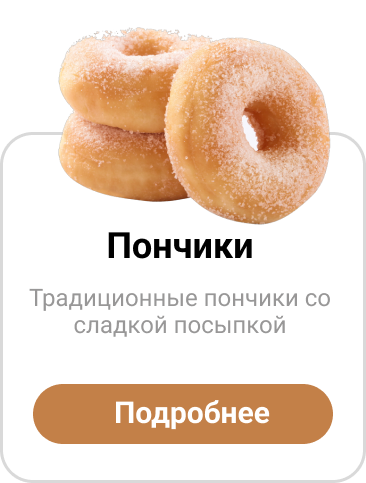 Пончики
Традиционные пончики со
сладкой посыпкой
Подробнее